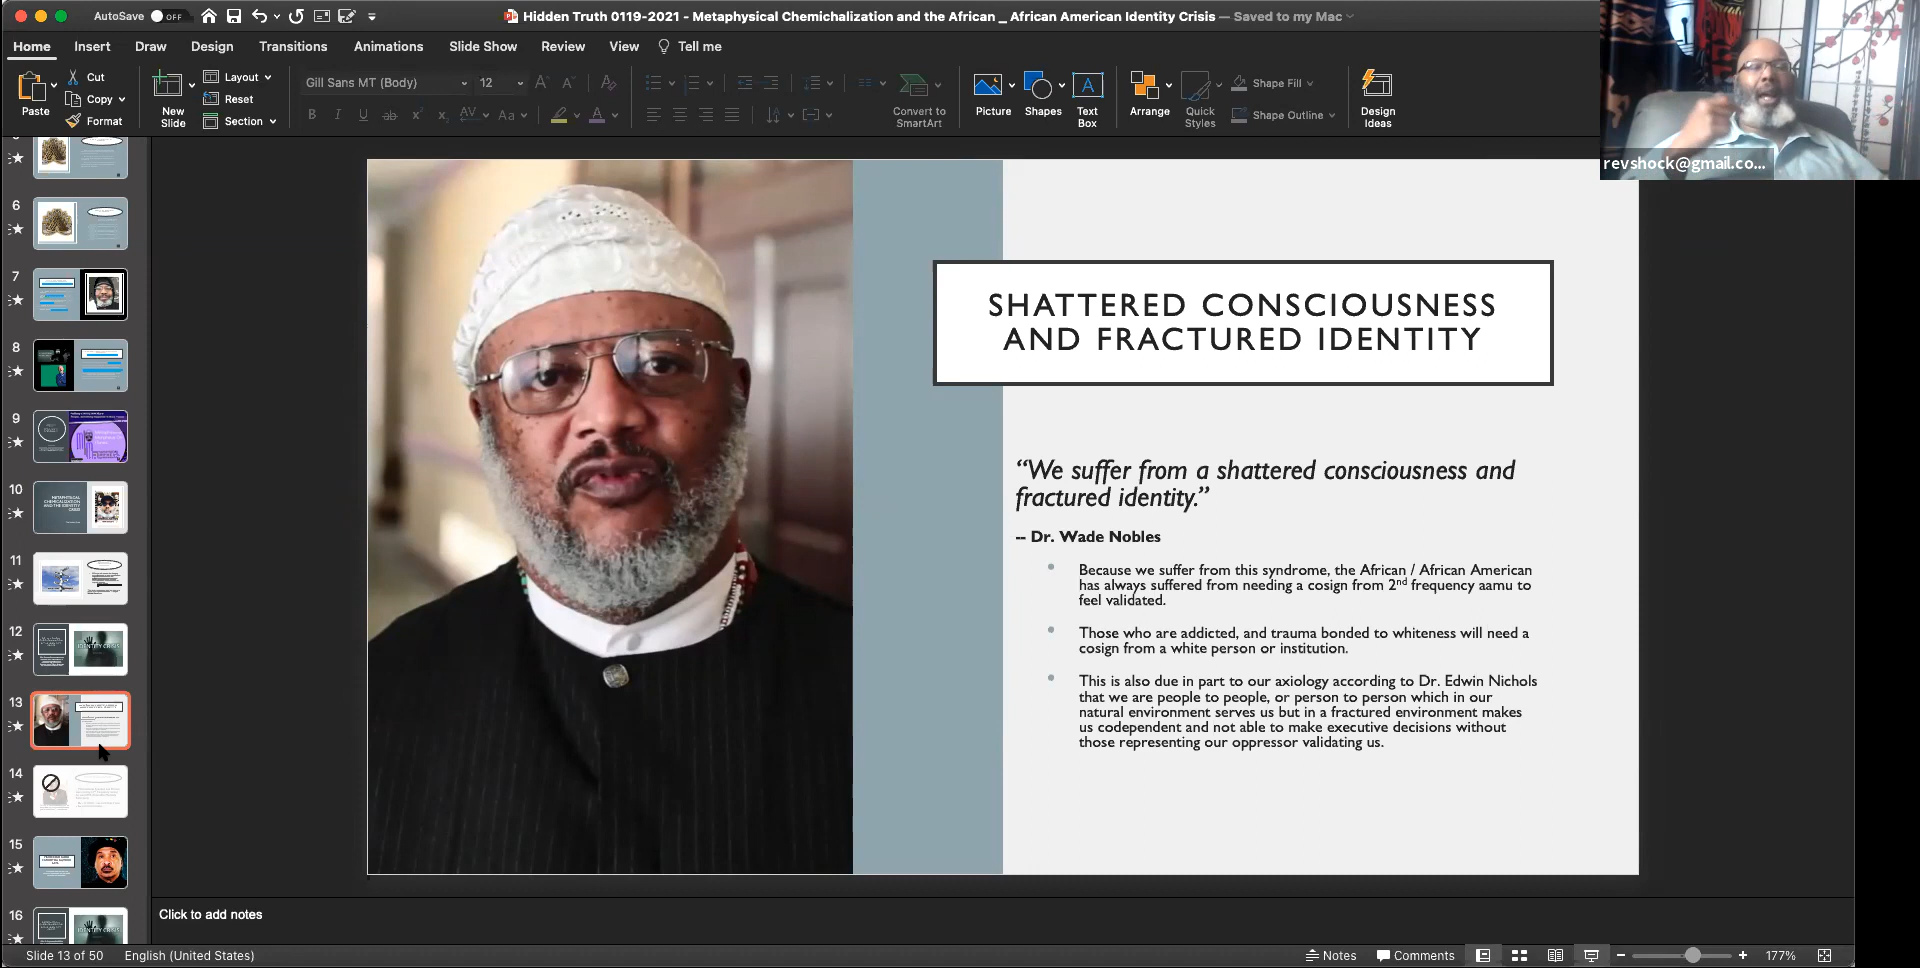 AutoSave OFF
Hidden Truth 0119-2021 - Metaphysical Chemichalization and the African _ African American Identity Crisis — Saved to my Mac
Home Insert Draw Design Transitions Animations Slide Show Review View Tell me
Paste
Cut
Copy
Format
New Slide
Layout
Reset
Section
Gill Sans MT (Body) 12
Convert to SmartArt
Picture
Shapes
Text Box
Arrange
Quick Styles
Shape Fill
Shape Outline
Design Ideas
revshock@gmail.co...
6
7
8
9
10
METAPHYSICAL
CHEMICHALIZATION
AND THE IDENTITY
CRISIS
11
12
IDENTITY CRISIS
13
14
15
16
IDENTITY CRISIS
SHATTERED CONSCIOUSNESS
AND FRACTURED IDENTITY
“We suffer from a shattered consciousness and
fractured identity.”
-- Dr. Wade Nobles
Because we suffer from this syndrome, the African / African American
has always suffered from needing a cosign from 2nd frequency aamu to
feel validated.
Those who are addicted, and trauma bonded to whiteness will need a
cosign from a white person or institution.
This is also due in part to our axiology according to Dr. Edwin Nichols
that we are people to people, or person to person which in our
natural environment serves us but in a fractured environment makes
us codependent and not able to make executive decisions without
those representing our oppressor validating us.
Click to add notes
Slide 13 of 50 English (United States) Notes Comments 177%